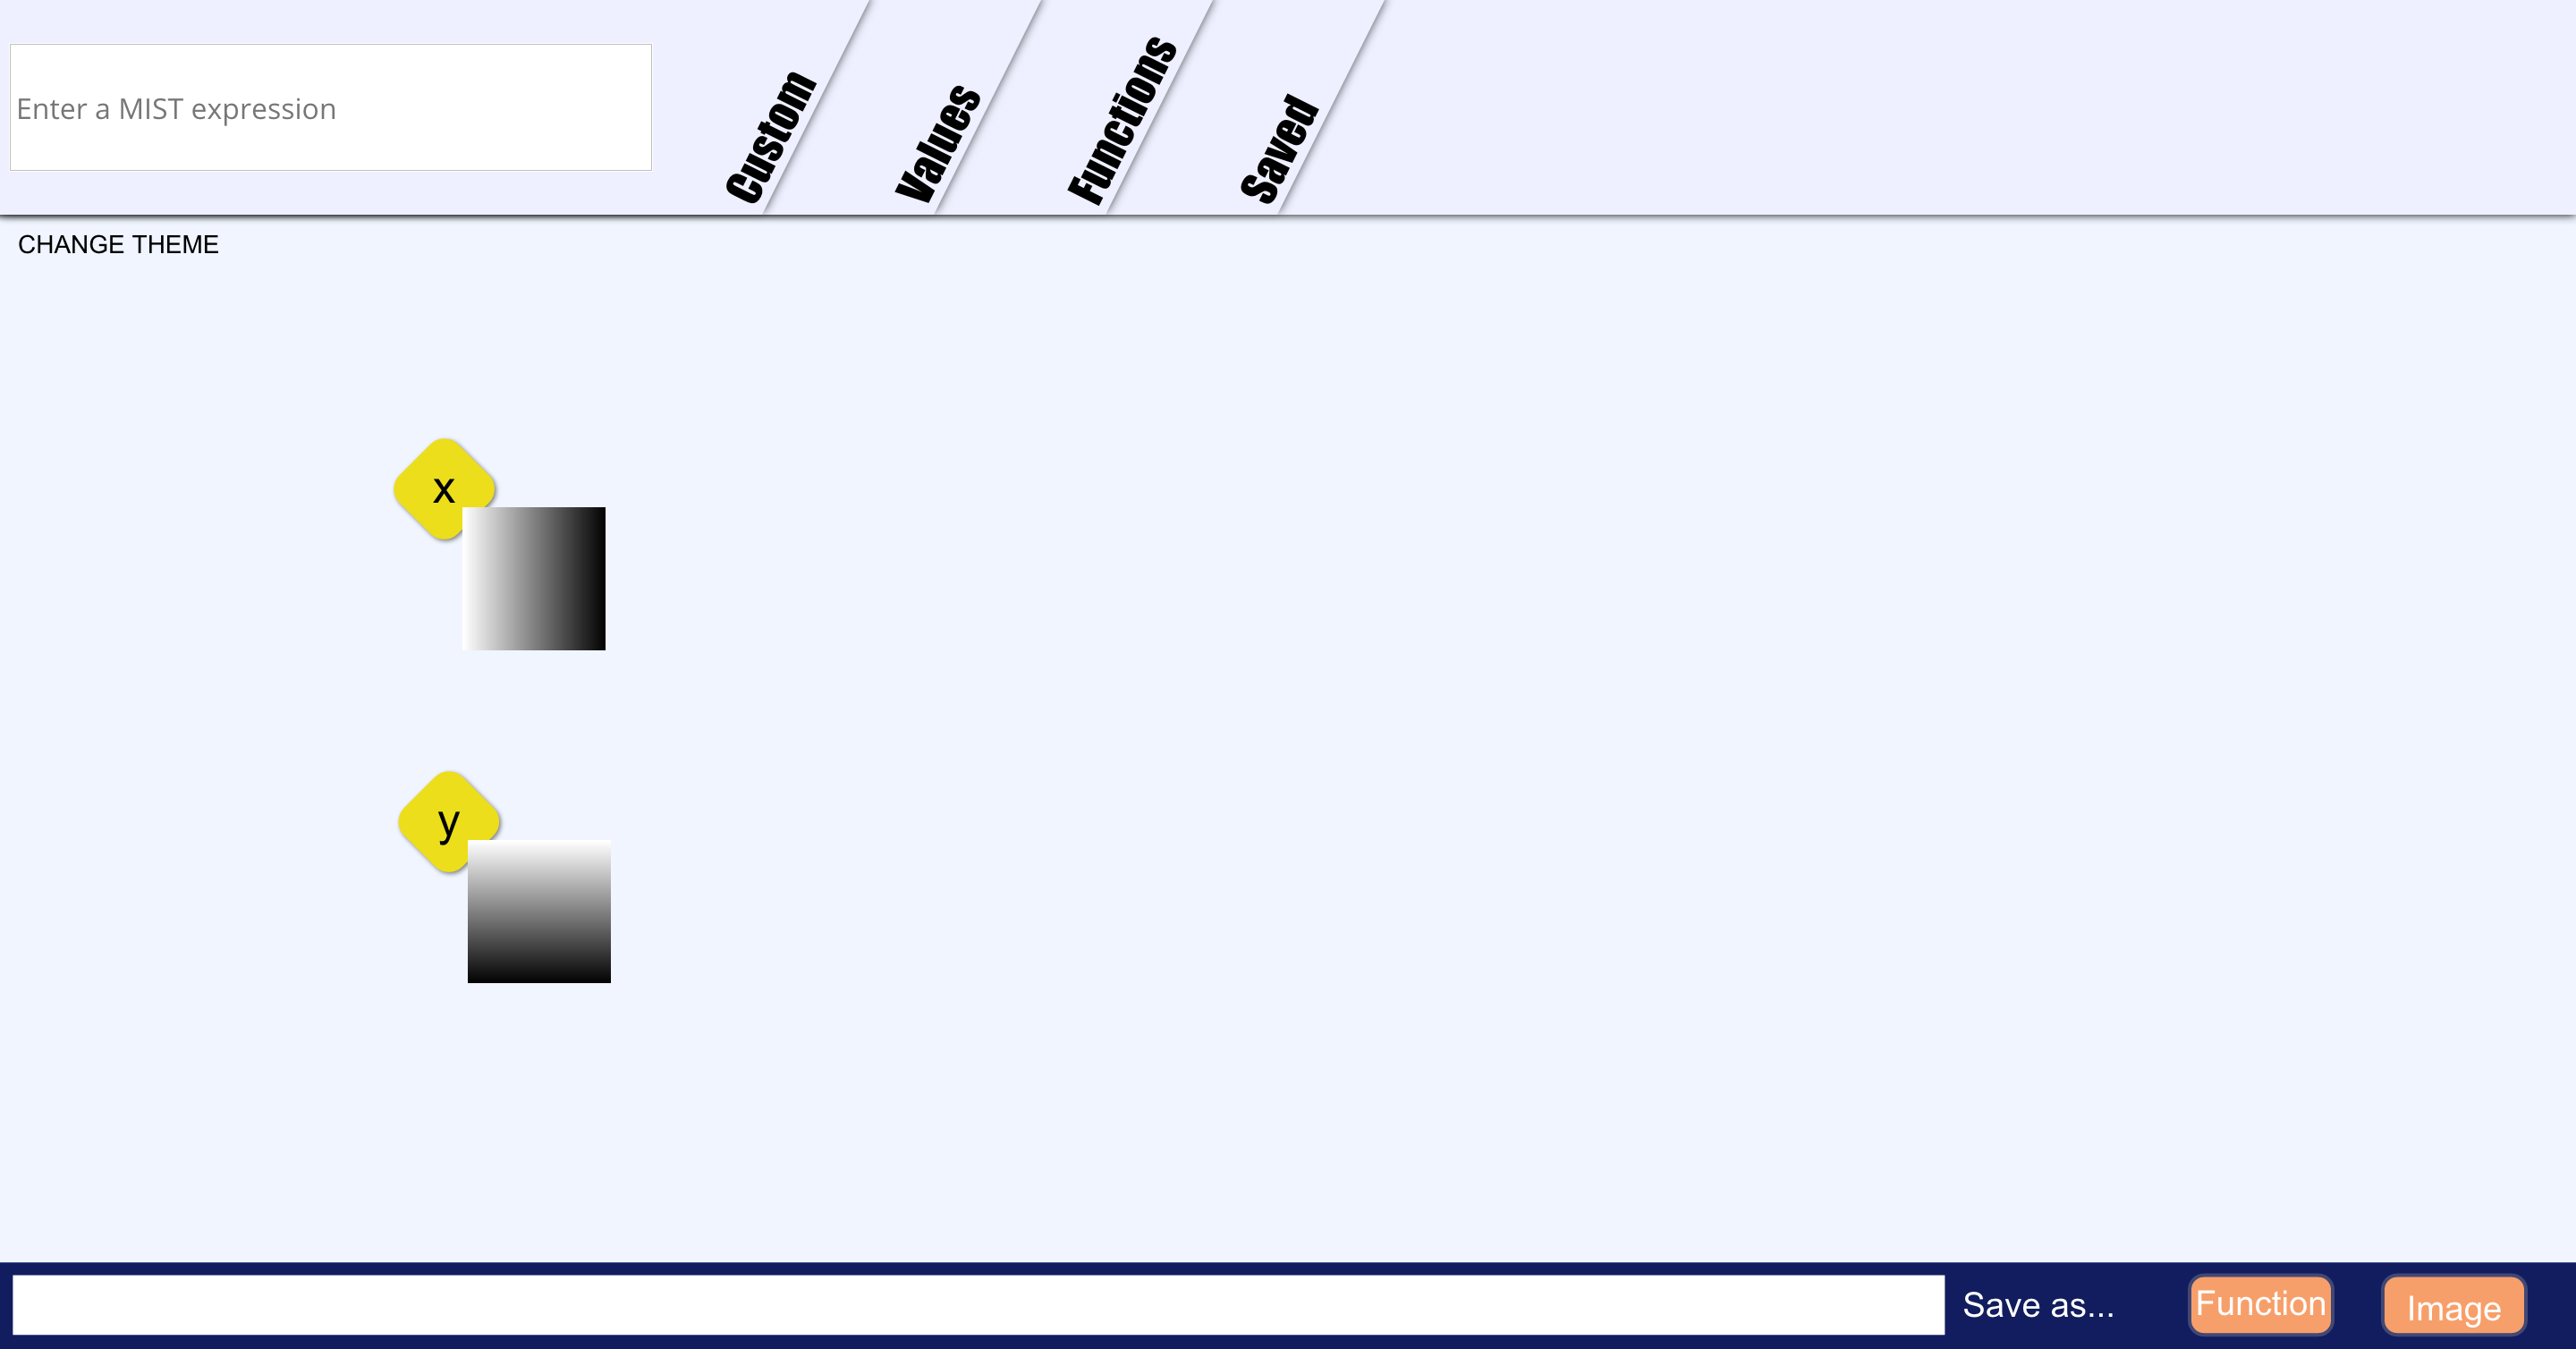 Enter a MIST expression
Custom
Values
Functions
Saved
CHANGE THEME
x
y
Save as...
Function
Image